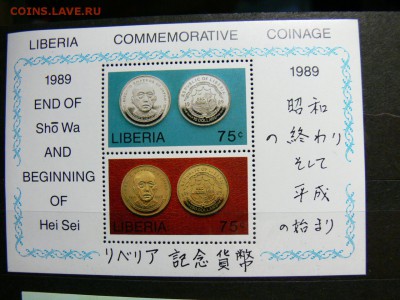 COINS.LAVE.RU
LIBERIA COMMEMORATIVE COINAGE
1989
END OF
Shō Wa
AND
BEGINNING
OF
Hei Sei
LIBERIA 75¢
LIBERIA 75¢
1989
昭和
の終わり
そして
平成
の始まり
リベリア 記念貨幣